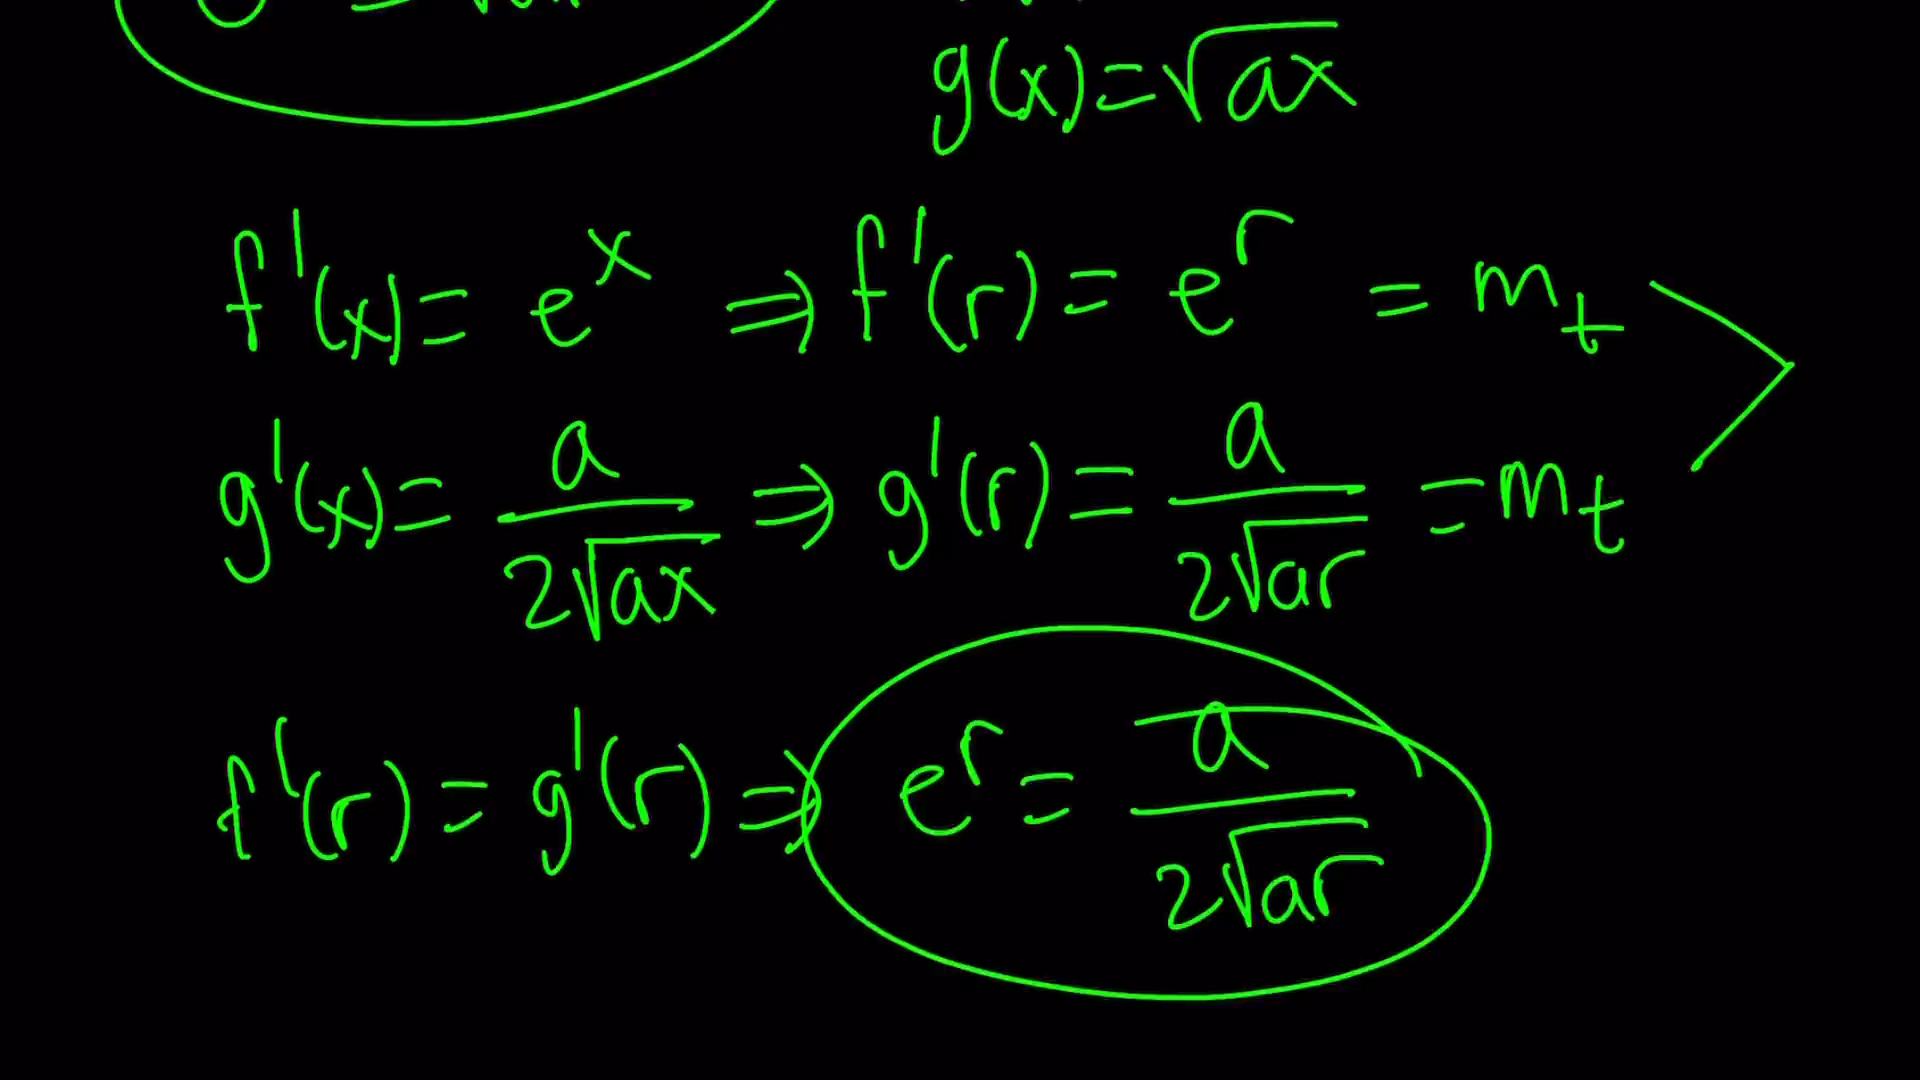 g(x)=√ax
f'(x)= e^x ⇒ f'(r) = e^r = m_t
g'(x)= a/(2√ax) ⇒ g'(r) = a/(2√ar) = m_t
f'(r) = g'(r) ⇒ e^r = a/(2√ar)